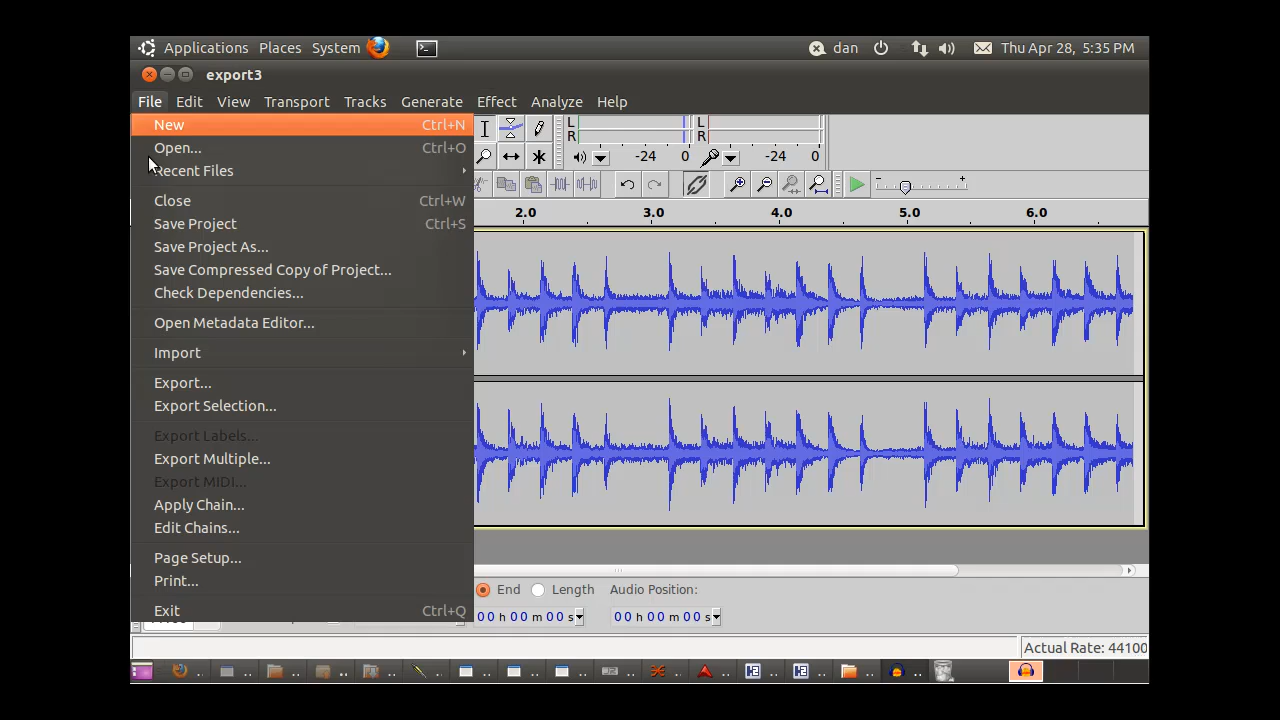 Applications Places System dan Thu Apr 28, 5:35 PM
export3
File Edit View Transport Tracks Generate Effect Analyze Help
New Ctrl+N
Open... Ctrl+O
Recent Files
Close Ctrl+W
Save Project Ctrl+S
Save Project As...
Save Compressed Copy of Project...
Check Dependencies...
Open Metadata Editor...
Import
Export...
Export Selection...
Export Labels...
Export Multiple...
Export MIDI...
Apply Chain...
Edit Chains...
Page Setup...
Print...
Exit Ctrl+Q
L L
R R
-24 0 -24 0
2.0 3.0 4.0 5.0 6.0
End Length Audio Position:
00 h 00 m 00 s 00 h 00 m 00 s
Actual Rate: 44100